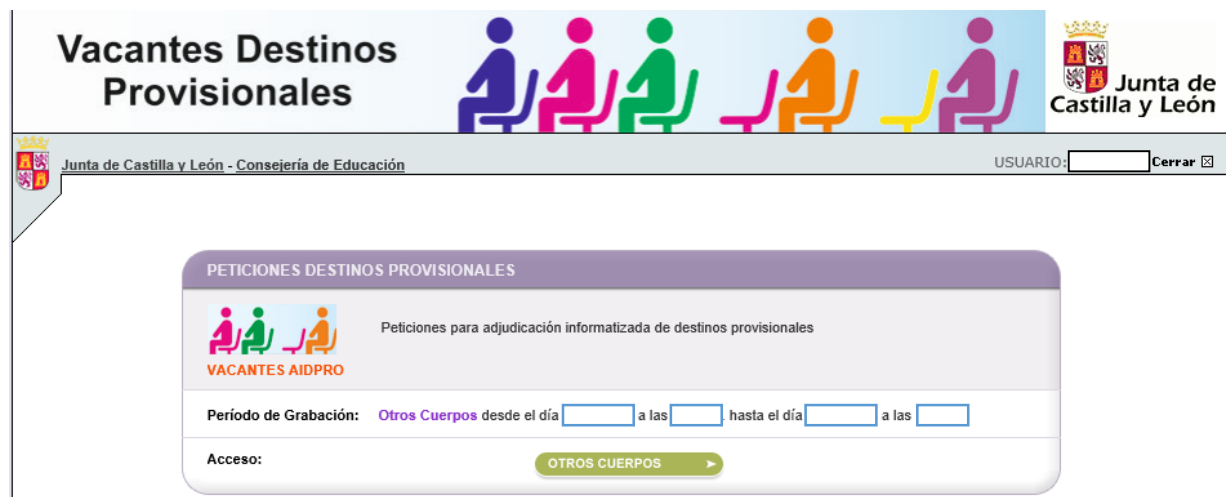 Vacantes Destinos
Provisionales
Junta de
Castilla y León
Junta de Castilla y León - Consejería de Educación
USUARIO: Cerrar
PETICIONES DESTINOS PROVISIONALES
Peticiones para adjudicación informatizada de destinos provisionales
VACANTES AIDPRO
Período de Grabación: Otros Cuerpos desde el día a las , hasta el día a las
Acceso: OTROS CUERPOS